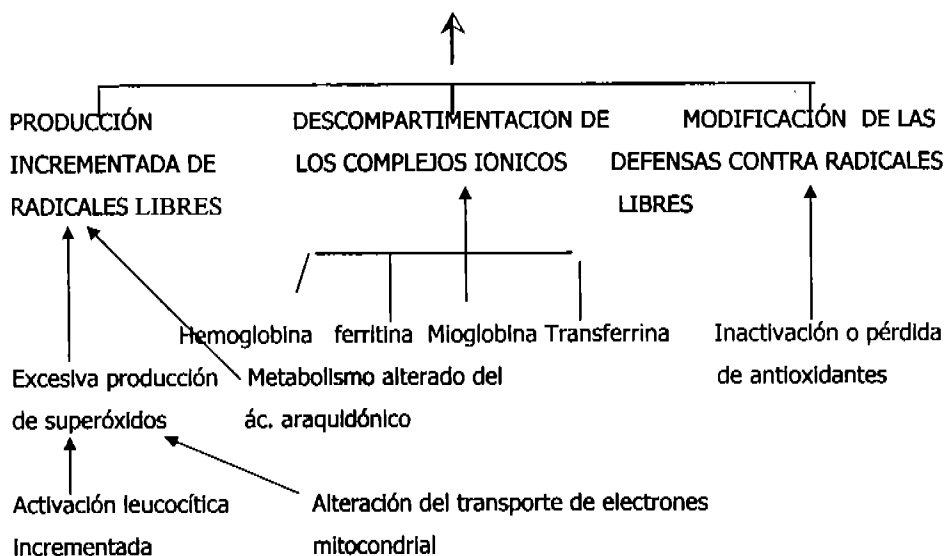 PRODUCCIÓN
INCREMENTADA DE
RADICALES LIBRES
DESCOMPARTIMENTACION DE
LOS COMPLEJOS IONICOS
MODIFICACIÓN DE LAS
DEFENSAS CONTRA RADICALES
LIBRES
Hemoglobina ferritina Mioglobina Transferrina
Inactivación o pérdida
de antioxidantes
Excesiva producción
de superóxidos
Metabolismo alterado del
ác. araquidónico
Activación leucocítica
Incrementada
Alteración del transporte de electrones
mitocondrial